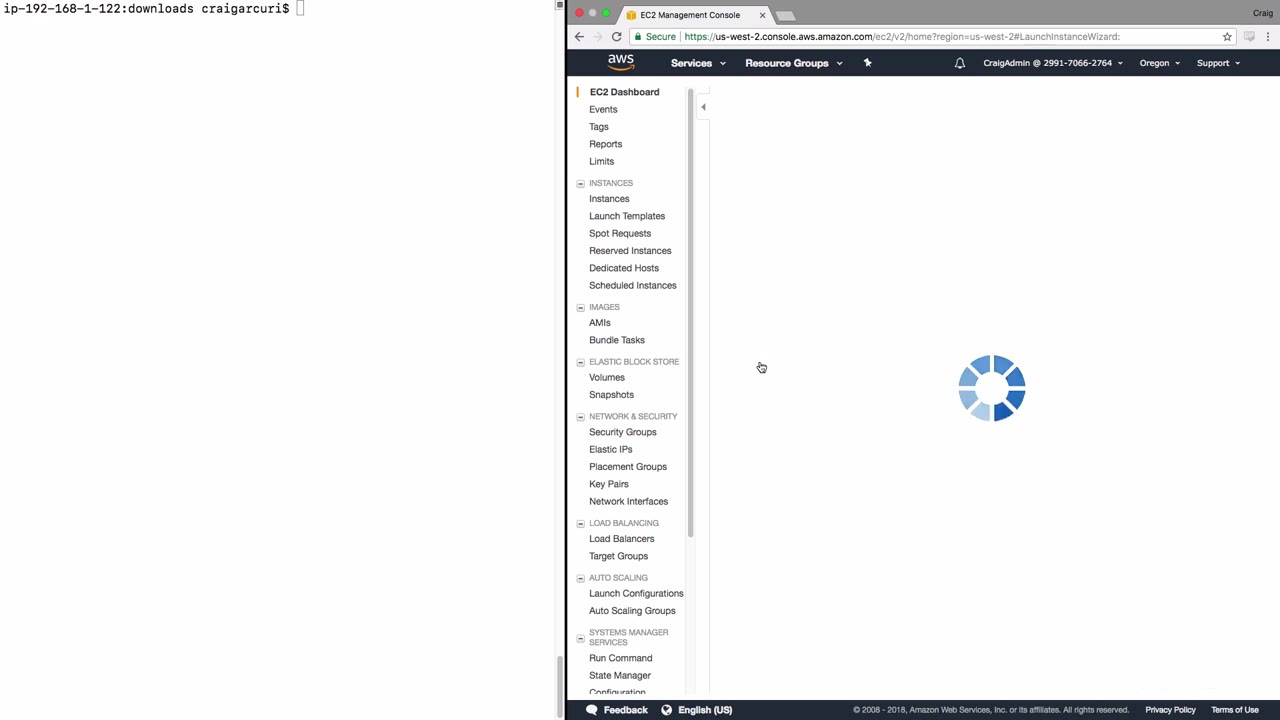 ip-192-168-1-122:downloads craigarcuri$
EC2 Management Console
Craig
Secure https://us-west-2.console.aws.amazon.com/ec2/v2/home?region=us-west-2#LaunchInstanceWizard:
aws Services Resource Groups CraigAdmin @ 2991-7066-2764 Oregon Support
EC2 Dashboard
Events
Tags
Reports
Limits
INSTANCES
Instances
Launch Templates
Spot Requests
Reserved Instances
Dedicated Hosts
Scheduled Instances
IMAGES
AMIs
Bundle Tasks
ELASTIC BLOCK STORE
Volumes
Snapshots
NETWORK & SECURITY
Security Groups
Elastic IPs
Placement Groups
Key Pairs
Network Interfaces
LOAD BALANCING
Load Balancers
Target Groups
AUTO SCALING
Launch Configurations
Auto Scaling Groups
SYSTEMS MANAGER
SERVICES
Run Command
State Manager
Configuration
Feedback English (US) © 2008 - 2018, Amazon Web Services, Inc. or its affiliates. All rights reserved. Privacy Policy Terms of Use